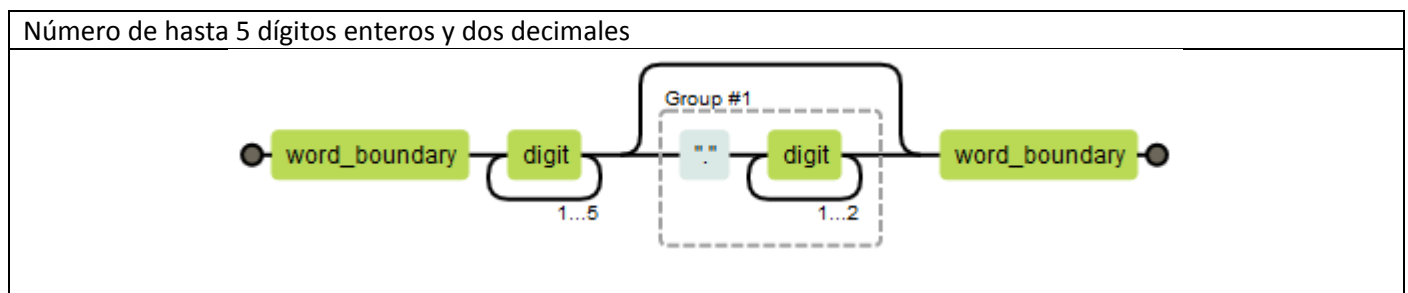 Número de hasta 5 dígitos enteros y dos decimales
Group #1
word_boundary digit "." digit word_boundary
1...5 1...2